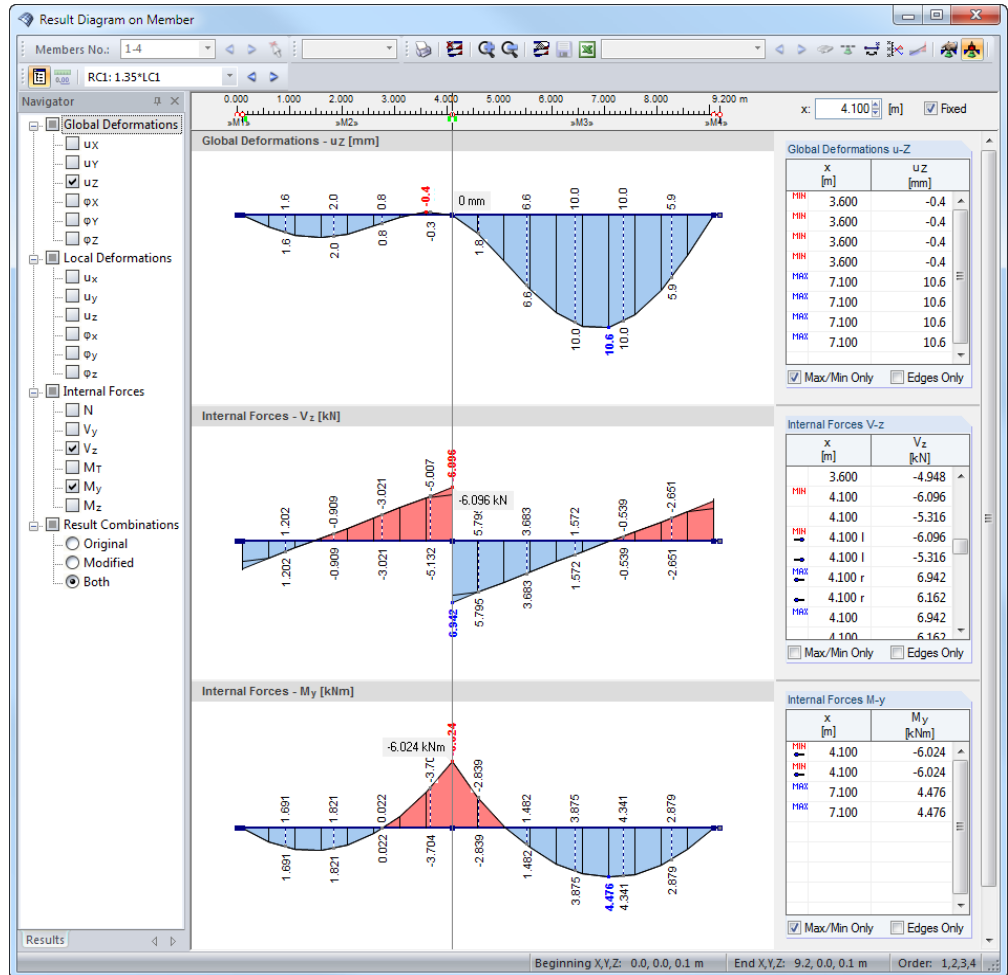 Result Diagram on Member
Members No.: 1-4
RC1: 1.35*LC1
Navigator
Global Deformations
uX
uY
uZ
φX
φY
φZ
Local Deformations
ux
uy
uz
φx
φy
φz
Internal Forces
N
Vy
Vz
MT
My
Mz
Result Combinations
Original
Modified
Both
Results
0.000 1.000 2.000 3.000 4.000 5.000 6.000 7.000 8.000 9.200 m
»M1» »M2» »M3» »M4»
x: 4.100 [m] Fixed
Global Deformations - uZ [mm]
1.6 2.0 0.8 -0.4 0 mm 6.6 10.0 10.0 5.9
1.6 2.0 0.8 -0.3 1.8 6.6 10.0 10.6 10.0 5.9
Global Deformations u-Z
x [m] uZ [mm]
MIN 3.600 -0.4
MIN 3.600 -0.4
MIN 3.600 -0.4
MIN 3.600 -0.4
MAX 7.100 10.6
MAX 7.100 10.6
MAX 7.100 10.6
MAX 7.100 10.6
Max/Min Only Edges Only
Internal Forces - Vz [kN]
1.202 -0.909 -3.021 -5.007 6.096 -6.096 kN 5.795 3.683 1.572 -0.539 -2.651
1.202 -0.909 -3.021 -5.132 6.942 5.795 3.683 1.572 -0.539 -2.651
Internal Forces V-z
x [m] Vz [kN]
3.600 -4.948
MIN 4.100 -6.096
4.100 -5.316
MIN 4.100 l -6.096
4.100 l -5.316
MAX 4.100 r 6.942
4.100 r 6.162
MAX 4.100 6.942
4.100 6.162
Max/Min Only Edges Only
Internal Forces - My [kNm]
1.691 1.821 0.022 -3.70 -6.024 kNm -2.839 1.482 3.875 4.341 2.879
1.691 1.821 0.022 -3.704 -2.839 1.482 3.875 4.476 4.341 2.879
Internal Forces M-y
x [m] My [kNm]
MIN 4.100 -6.024
MIN 4.100 -6.024
MAX 7.100 4.476
MAX 7.100 4.476
Max/Min Only Edges Only
Beginning X,Y,Z: 0.0, 0.0, 0.1 m End X,Y,Z: 9.2, 0.0, 0.1 m Order: 1,2,3,4